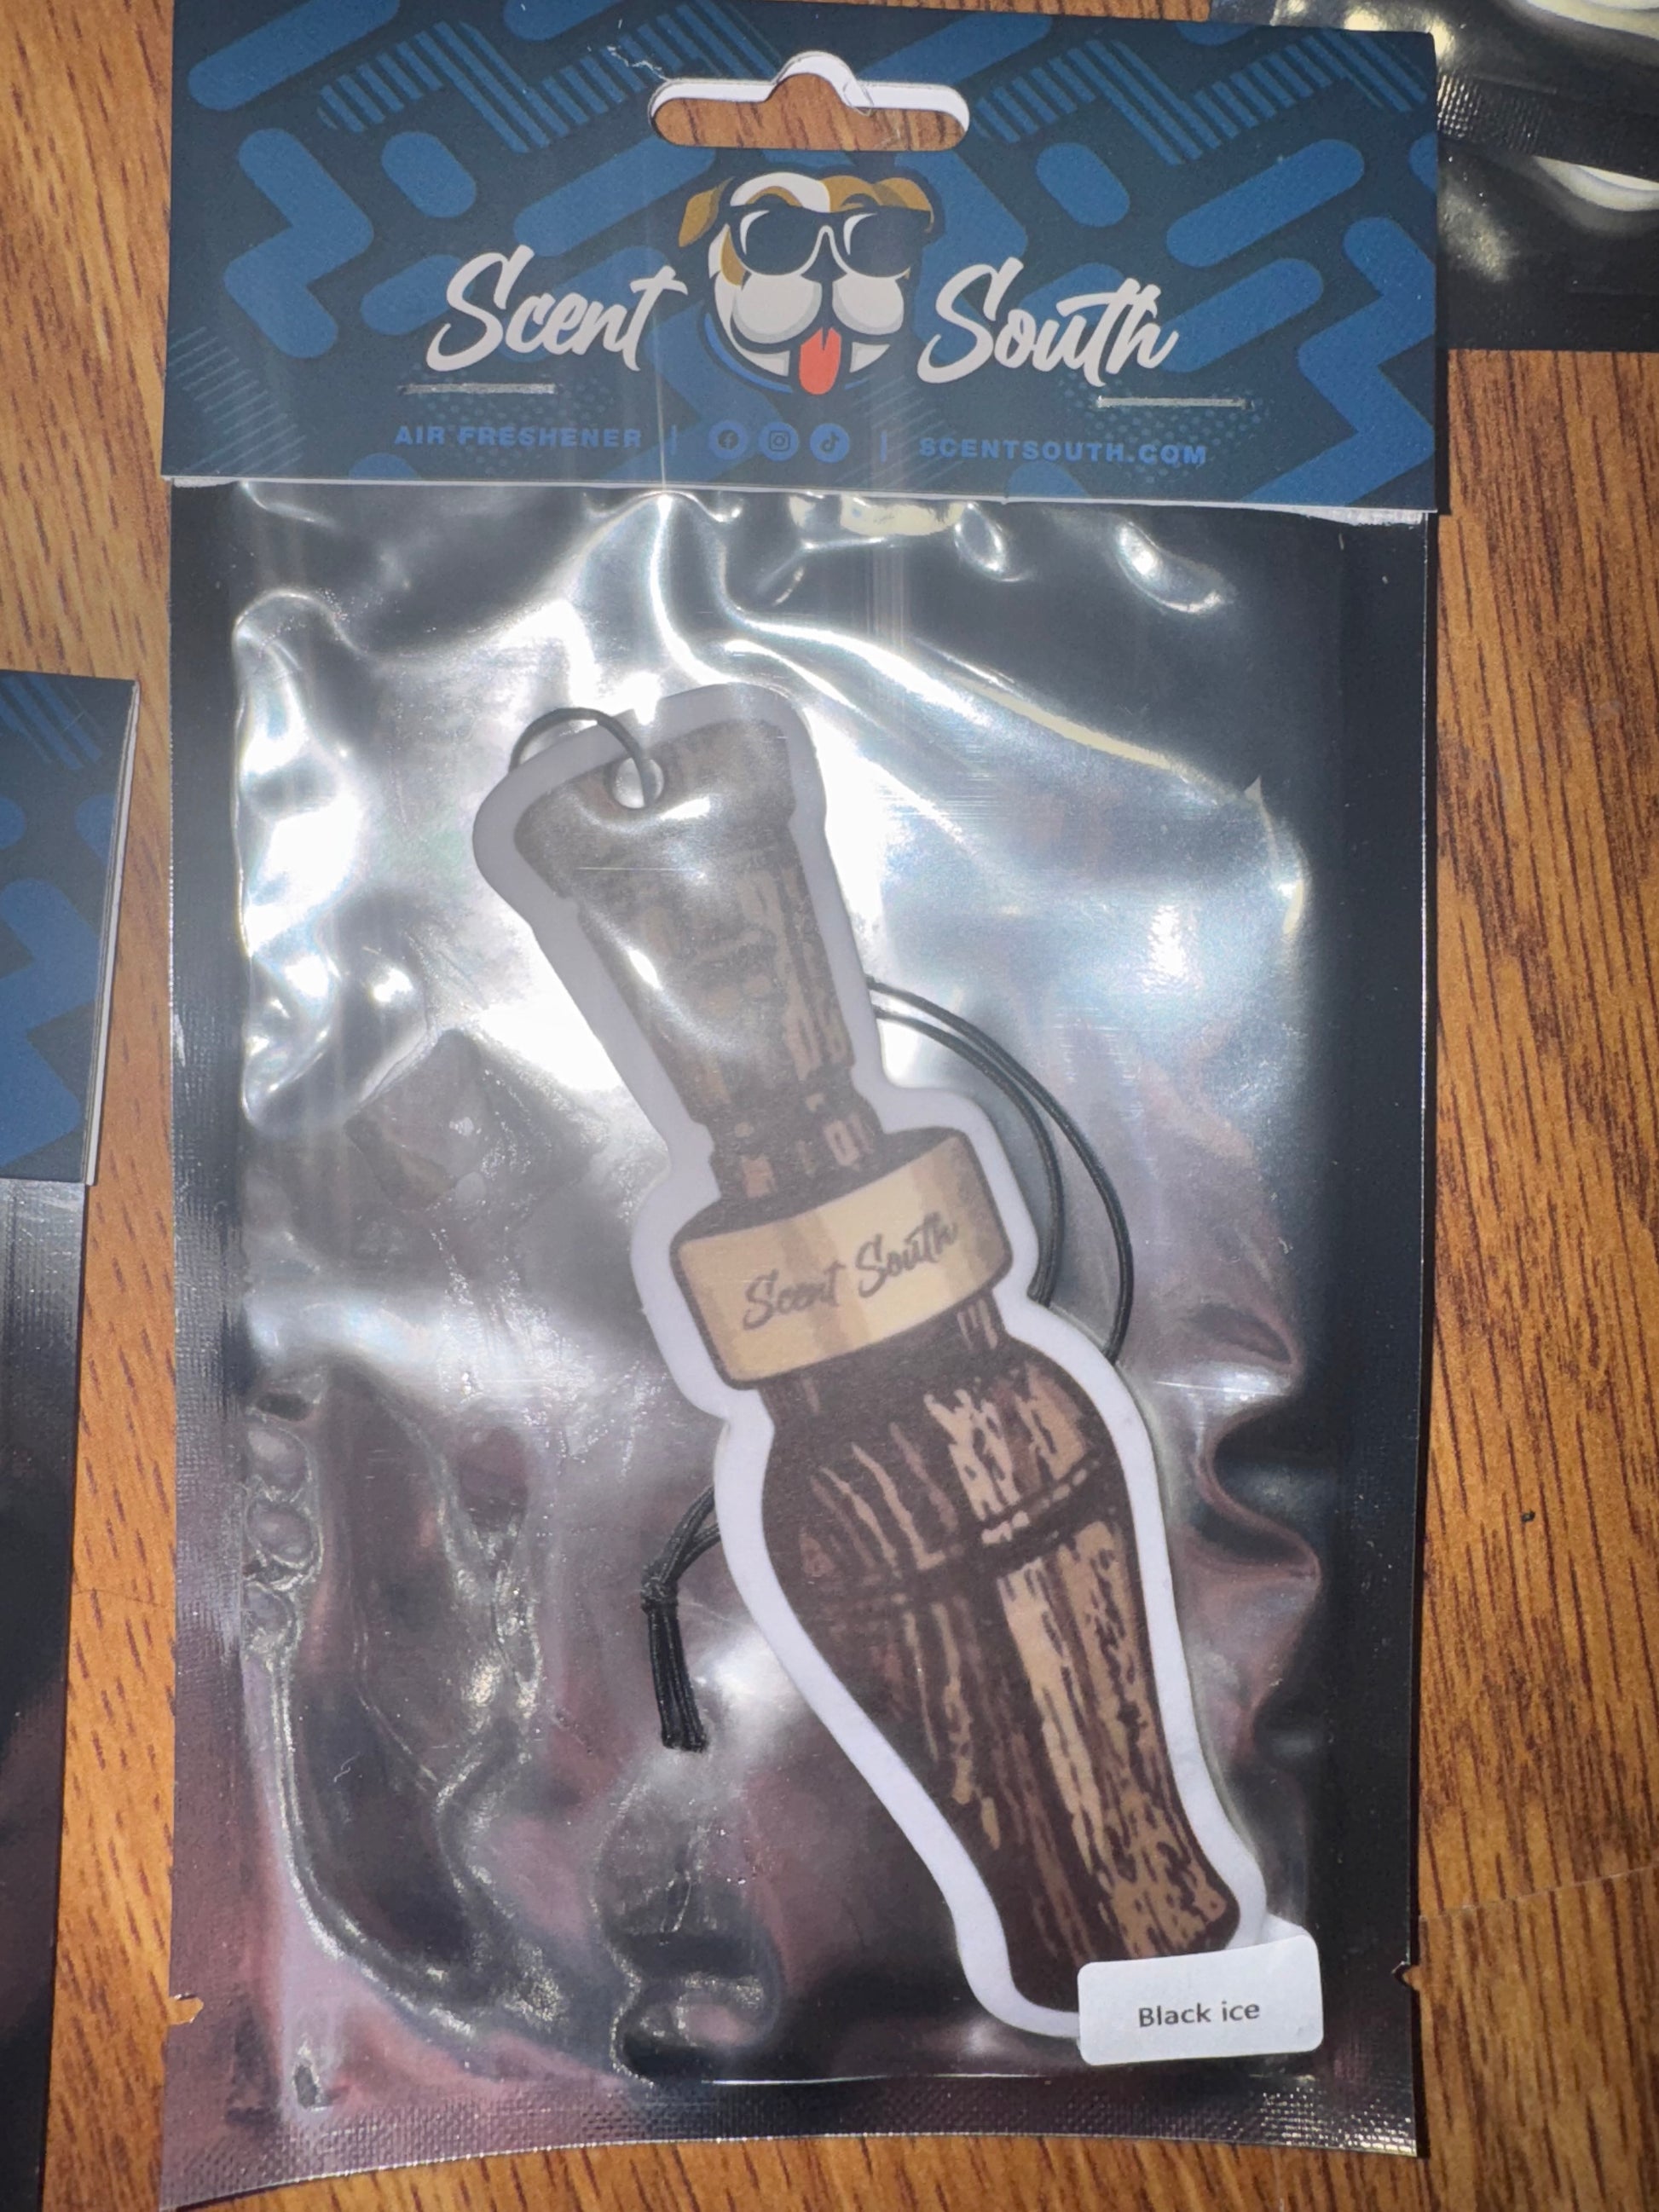 Scent South
AIR FRESHENER | | SCENTSOUTH.COM
Scent South
Black ice